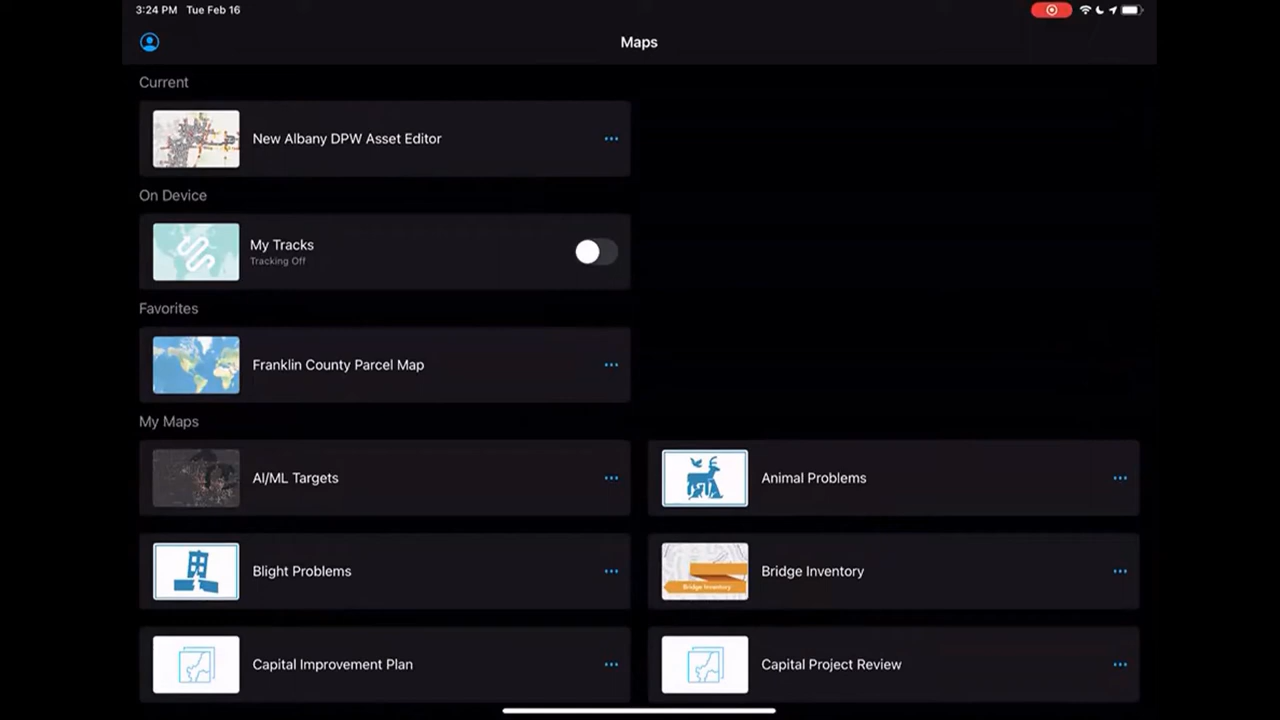 3:24 PM Tue Feb 16
Maps
Current
New Albany DPW Asset Editor
On Device
My Tracks
Tracking Off
Favorites
Franklin County Parcel Map
My Maps
AI/ML Targets
Animal Problems
Blight Problems
Bridge Inventory
Bridge Inventory
Capital Improvement Plan
Capital Project Review